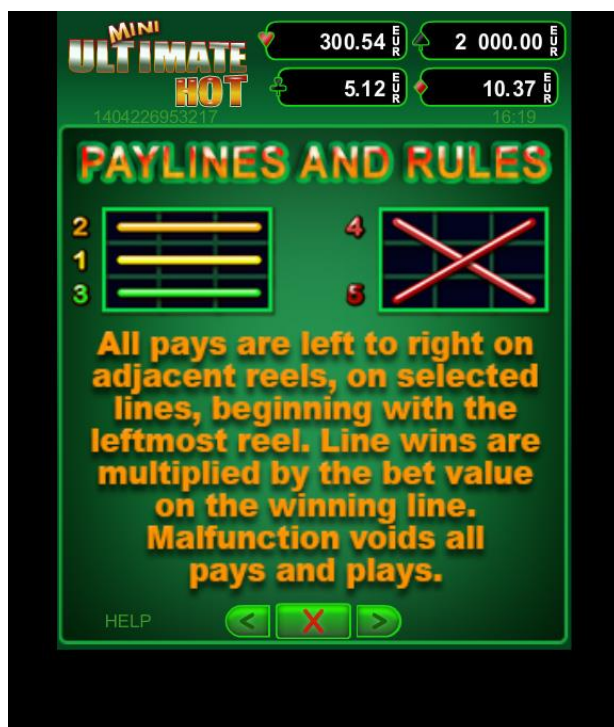 MINI
ULTIMATE
HOT
300.54 EUR
2 000.00 EUR
5.12 EUR
10.37 EUR
1404226953217
16:19
PAYLINES AND RULES
2
1
3
4
5
All pays are left to right on
adjacent reels, on selected
lines, beginning with the
leftmost reel. Line wins are
multiplied by the bet value
on the winning line.
Malfunction voids all
pays and plays.
HELP
< X >